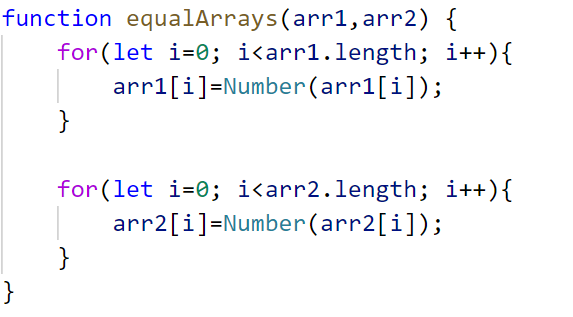 function equalArrays(arr1,arr2) {
    for(let i=0; i<arr1.length; i++){
        arr1[i]=Number(arr1[i]);
    }

    for(let i=0; i<arr2.length; i++){
        arr2[i]=Number(arr2[i]);
    }
}